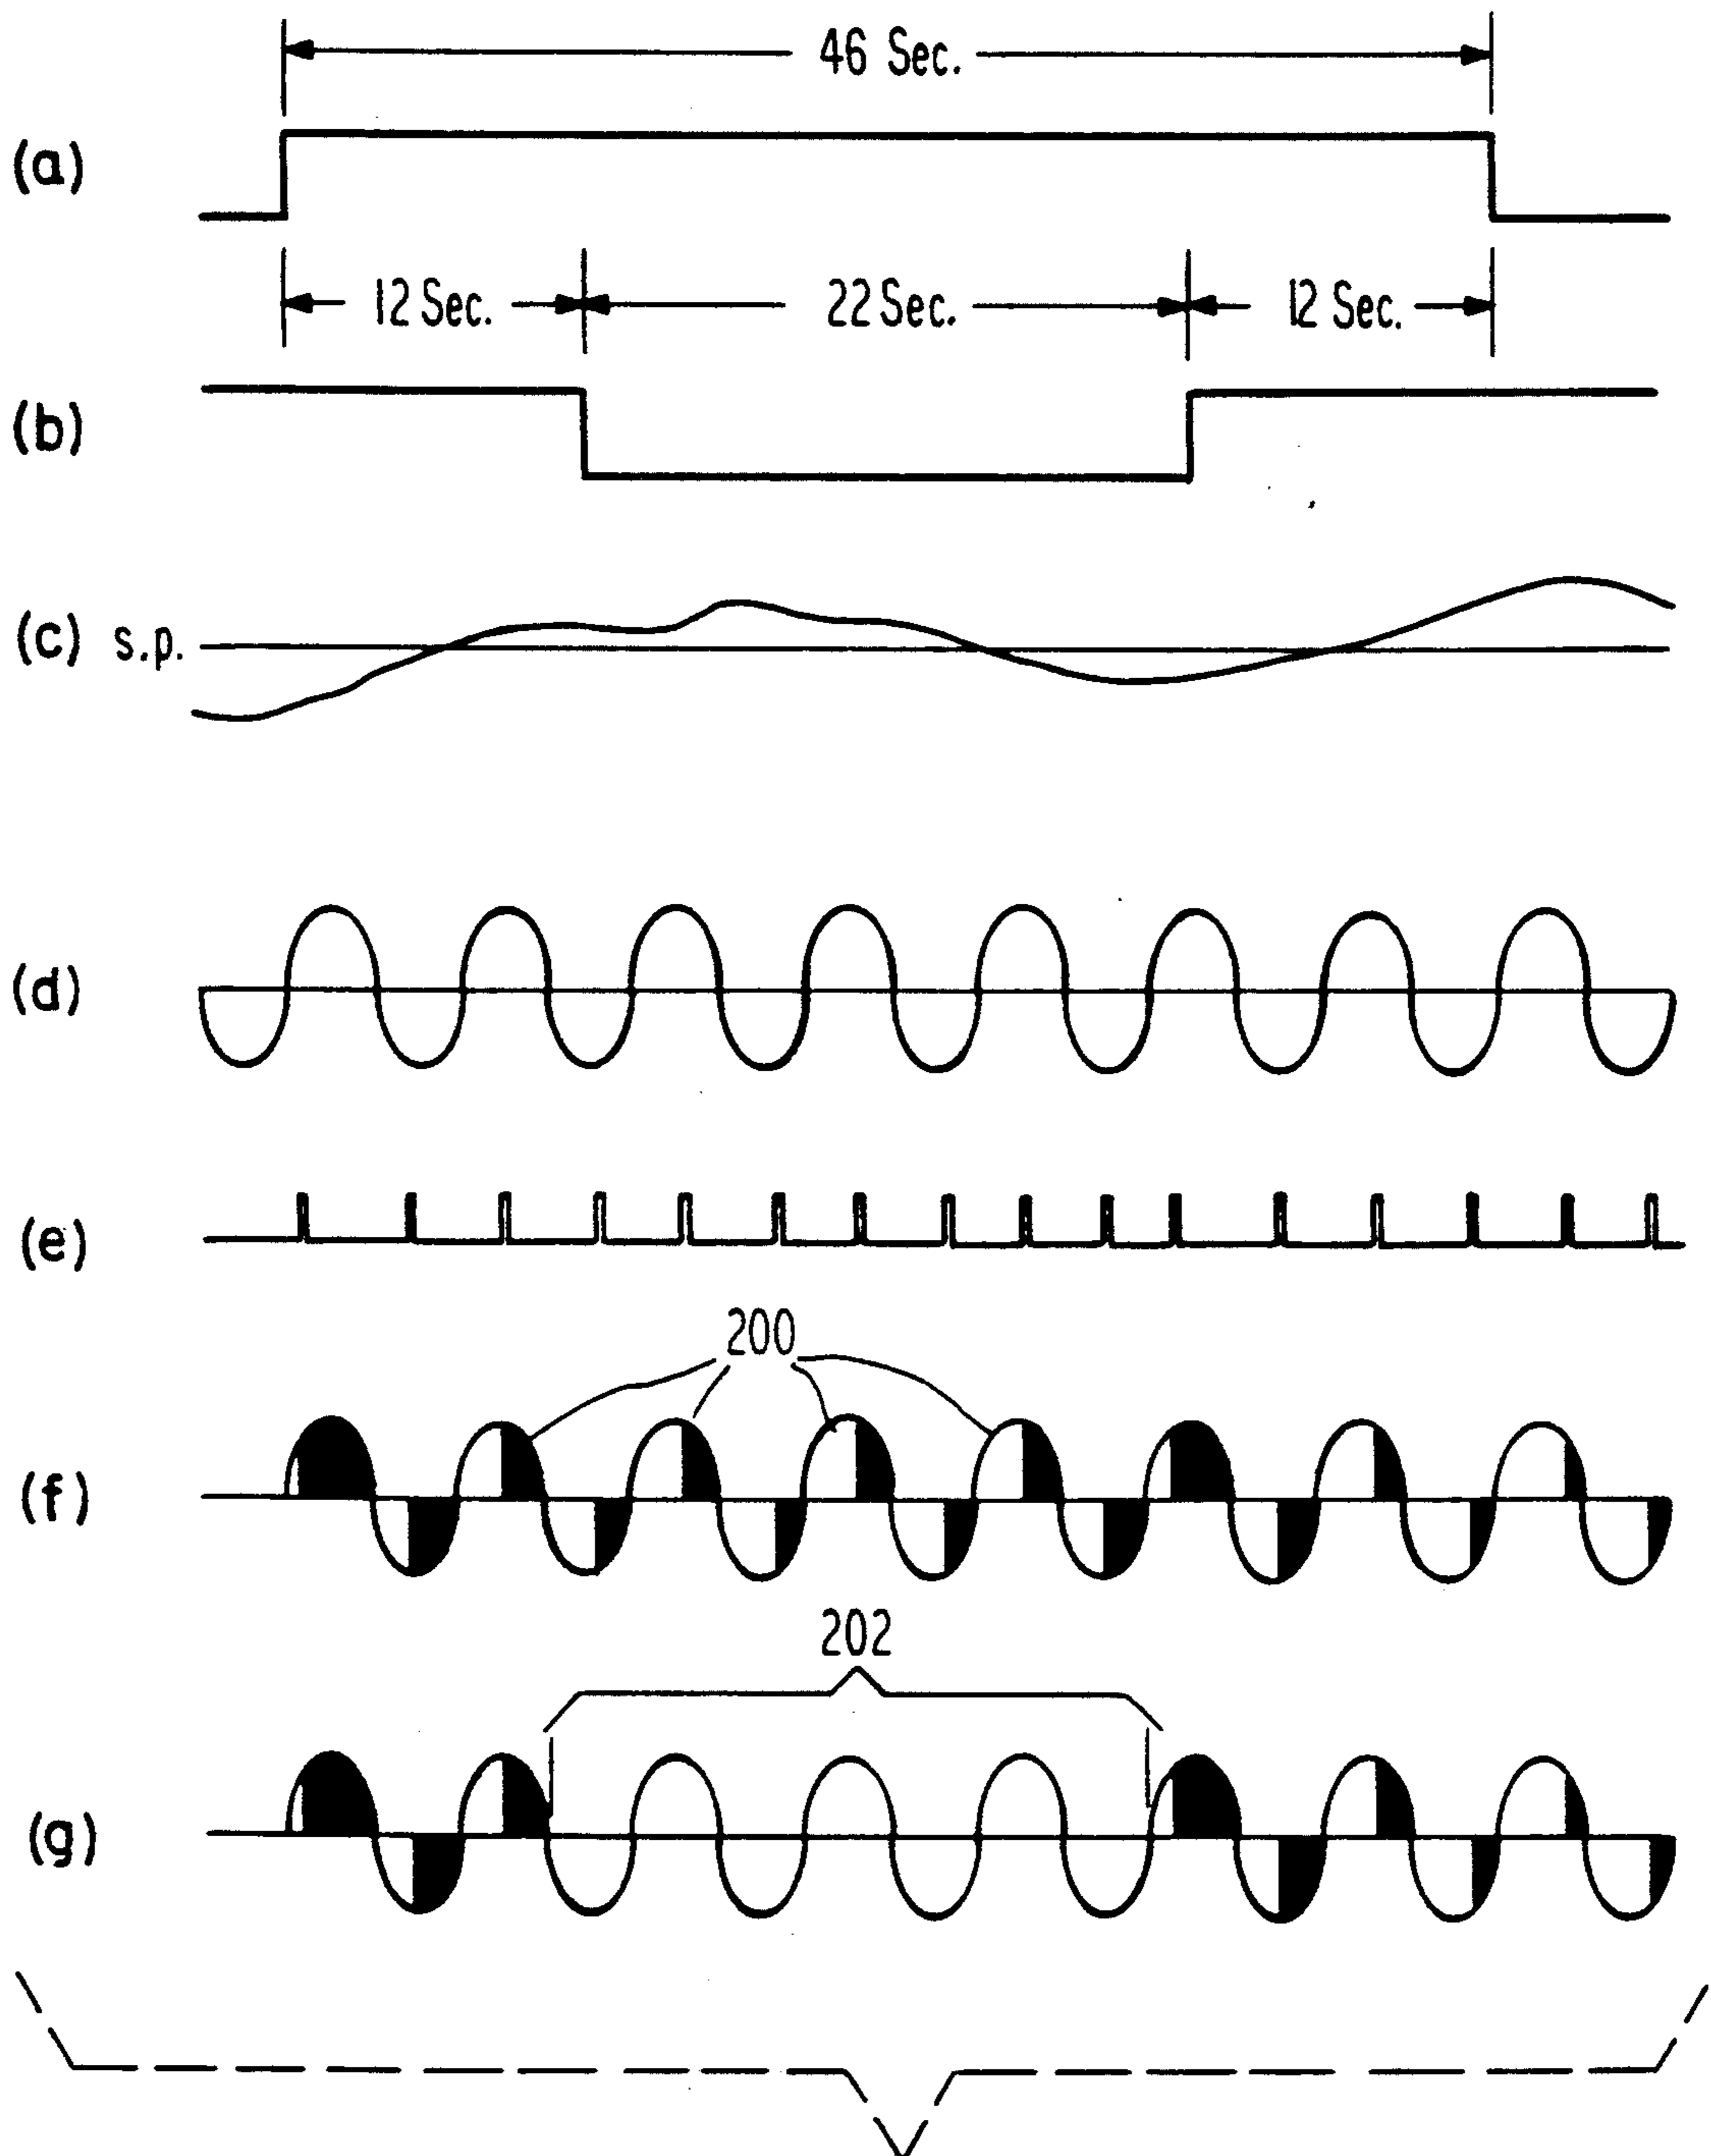 46 Sec.
(a)
12 Sec. 22 Sec. 12 Sec.
(b)
(c) s.p.
(d)
(e)
200
(f)
202
(g)